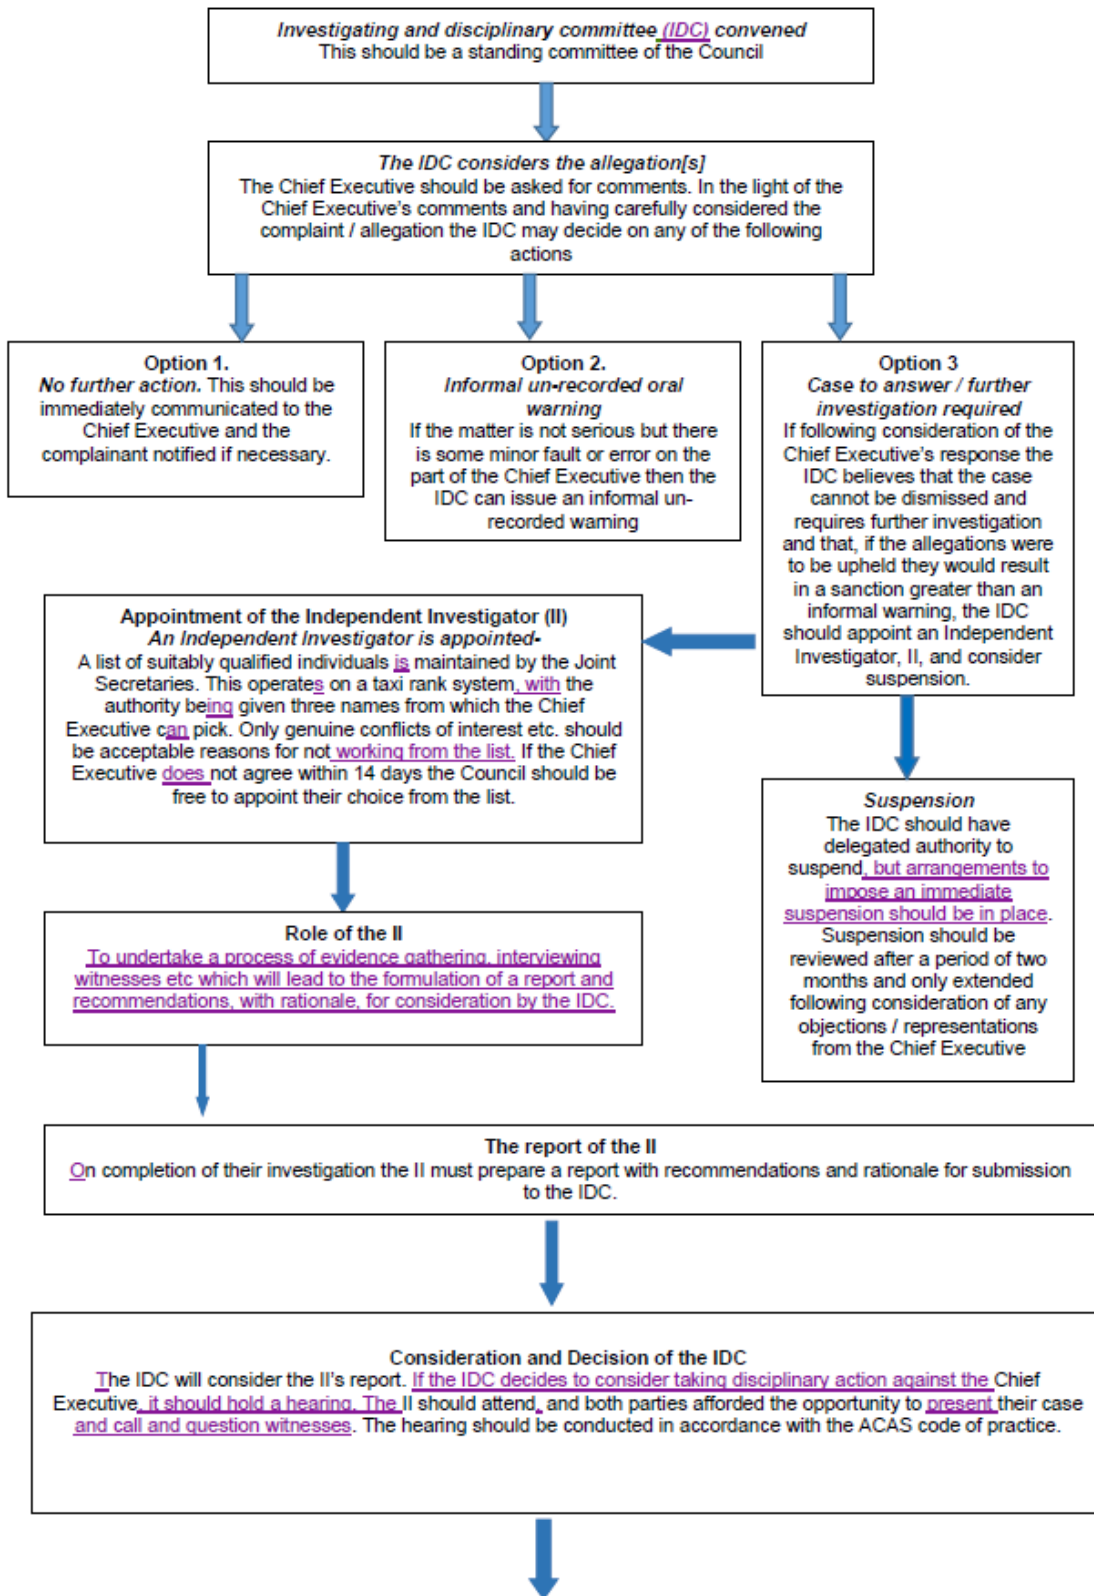 Investigating and disciplinary committee (IDC) convened
This should be a standing committee of the Council
The IDC considers the allegation[s]
The Chief Executive should be asked for comments. In the light of the
Chief Executive's comments and having carefully considered the
complaint / allegation the IDC may decide on any of the following
actions
Option 1.
No further action. This should be
immediately communicated to the
Chief Executive and the
complainant notified if necessary.
Option 2.
Informal un-recorded oral
warning
If the matter is not serious but there
is some minor fault or error on the
part of the Chief Executive then the
IDC can issue an informal un-
recorded warning
Option 3
Case to answer / further
investigation required
If following consideration of the
Chief Executive's response the
IDC believes that the case
cannot be dismissed and
requires further investigation
and that, if the allegations were
to be upheld they would result
in a sanction greater than an
informal warning, the IDC
should appoint an Independent
Investigator, II, and consider
suspension.
Appointment of the Independent Investigator (II)
An Independent Investigator is appointed-
A list of suitably qualified individuals is maintained by the Joint
Secretaries. This operates on a taxi rank system, with the
authority being given three names from which the Chief
Executive can pick. Only genuine conflicts of interest etc. should
be acceptable reasons for not working from the list. If the Chief
Executive does not agree within 14 days the Council should be
free to appoint their choice from the list.
Suspension
The IDC should have
delegated authority to
suspend, but arrangements to
impose an immediate
suspension should be in place.
Suspension should be
reviewed after a period of two
months and only extended
following consideration of any
objections / representations
from the Chief Executive
Role of the II
To undertake a process of evidence gathering, interviewing
witnesses etc which will lead to the formulation of a report and
recommendations, with rationale, for consideration by the IDC.
The report of the II
On completion of their investigation the II must prepare a report with recommendations and rationale for submission
to the IDC.
Consideration and Decision of the IDC
The IDC will consider the II's report. If the IDC decides to consider taking disciplinary action against the Chief
Executive, it should hold a hearing. The II should attend, and both parties afforded the opportunity to present their case
and call and question witnesses. The hearing should be conducted in accordance with the ACAS code of practice.